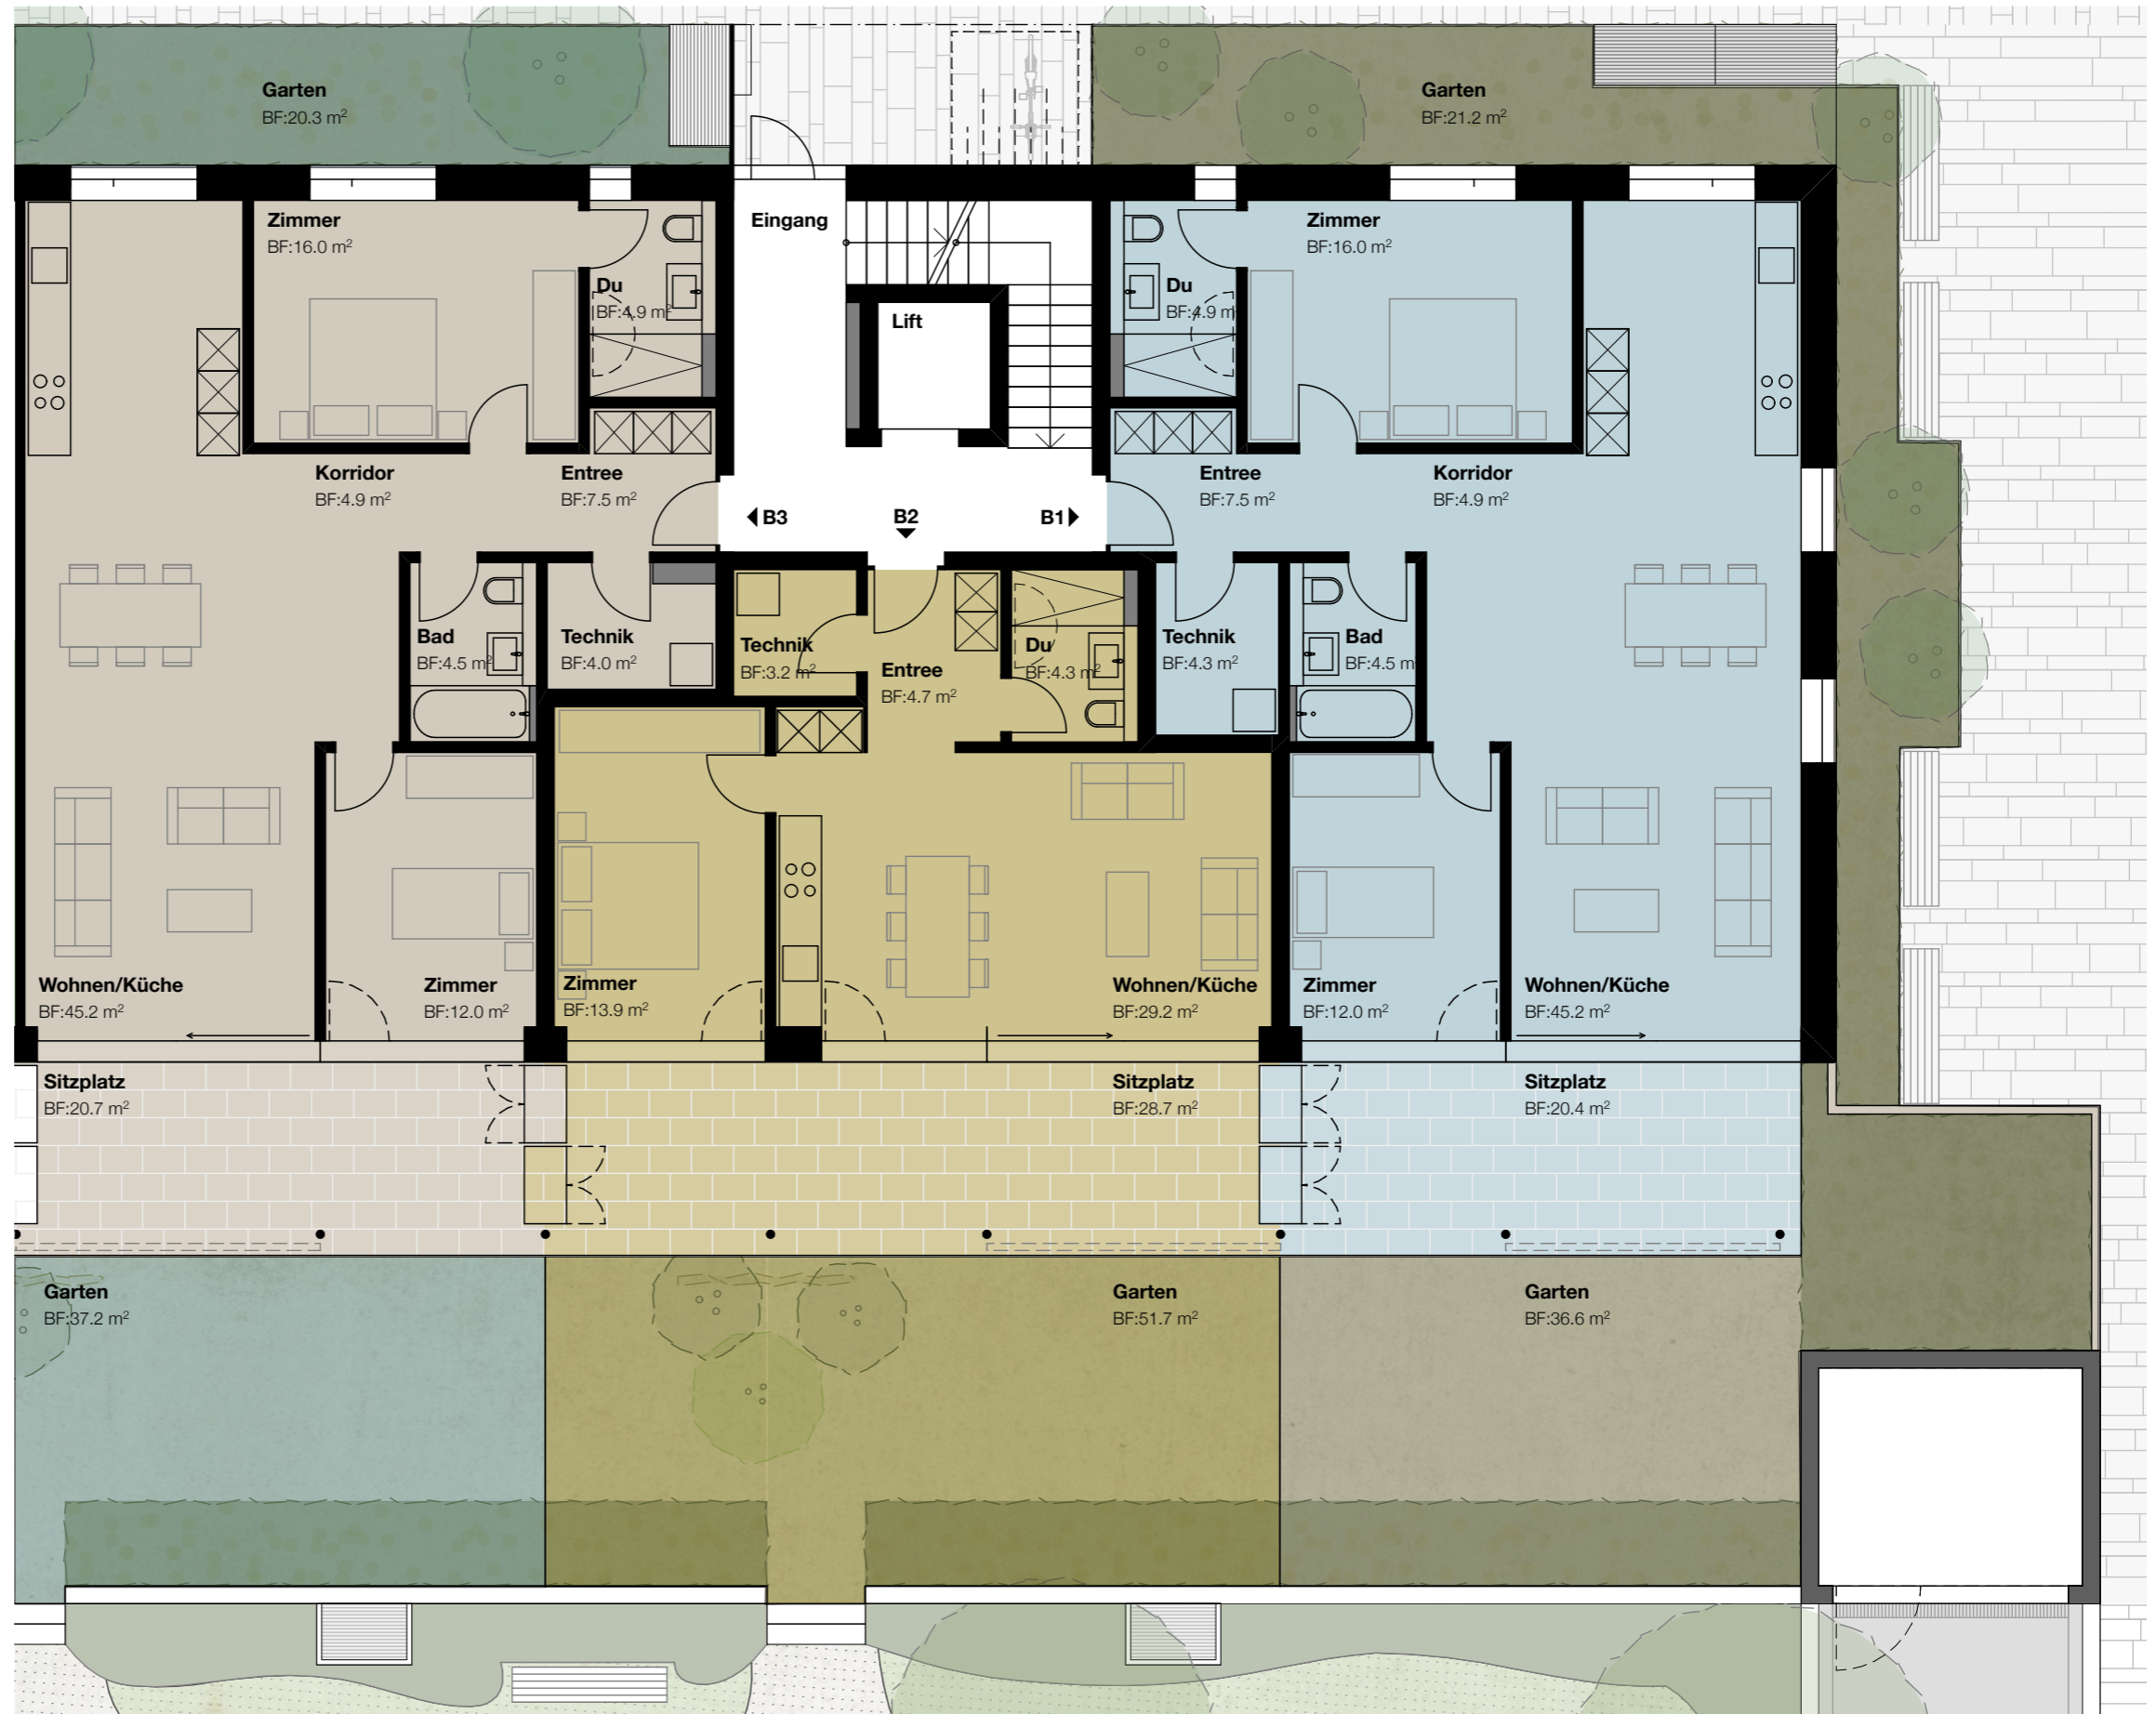 Garten
BF:20.3 m²
Garten
BF:21.2 m²
Zimmer
BF:16.0 m²
Du
BF:4.9 m²
Eingang
Lift
Du
BF:4.9 m
Zimmer
BF:16.0 m²
Korridor
BF:4.9 m²
Entree
BF:7.5 m²
B3
B2
B1
Entree
BF:7.5 m²
Korridor
BF:4.9 m²
Bad
BF:4.5 m²
Technik
BF:4.0 m²
Technik
BF:3.2 m²
Entree
BF:4.7 m²
Du
BF:4.3 m²
Technik
BF:4.3 m²
Bad
BF:4.5 m
Wohnen/Küche
BF:45.2 m²
Zimmer
BF:12.0 m²
Zimmer
BF:13.9 m²
Wohnen/Küche
BF:29.2 m²
Zimmer
BF:12.0 m²
Wohnen/Küche
BF:45.2 m²
Sitzplatz
BF:20.7 m²
Sitzplatz
BF:28.7 m²
Sitzplatz
BF:20.4 m²
Garten
BF:37.2 m²
Garten
BF:51.7 m²
Garten
BF:36.6 m²